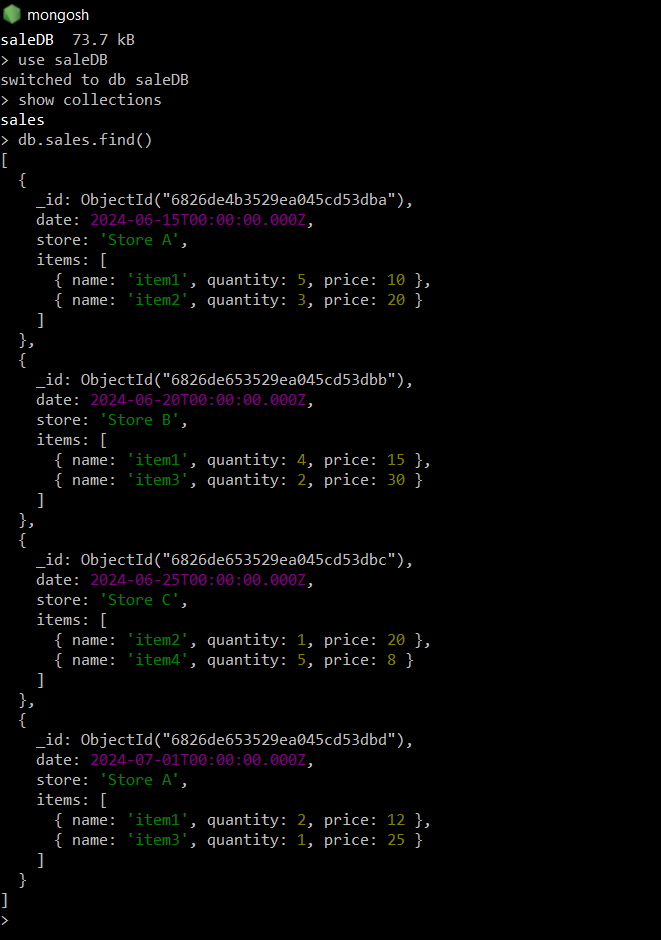 mongosh
saleDB  73.7 kB
> use saleDB
switched to db saleDB
> show collections
sales
> db.sales.find()
[
  {
    _id: ObjectId("6826de4b3529ea045cd53dba"),
    date: 2024-06-15T00:00:00.000Z,
    store: 'Store A',
    items: [
      { name: 'item1', quantity: 5, price: 10 },
      { name: 'item2', quantity: 3, price: 20 }
    ]
  },
  {
    _id: ObjectId("6826de653529ea045cd53dbb"),
    date: 2024-06-20T00:00:00.000Z,
    store: 'Store B',
    items: [
      { name: 'item1', quantity: 4, price: 15 },
      { name: 'item3', quantity: 2, price: 30 }
    ]
  },
  {
    _id: ObjectId("6826de653529ea045cd53dbc"),
    date: 2024-06-25T00:00:00.000Z,
    store: 'Store C',
    items: [
      { name: 'item2', quantity: 1, price: 20 },
      { name: 'item4', quantity: 5, price: 8 }
    ]
  },
  {
    _id: ObjectId("6826de653529ea045cd53dbd"),
    date: 2024-07-01T00:00:00.000Z,
    store: 'Store A',
    items: [
      { name: 'item1', quantity: 2, price: 12 },
      { name: 'item3', quantity: 1, price: 25 }
    ]
  }
]
>